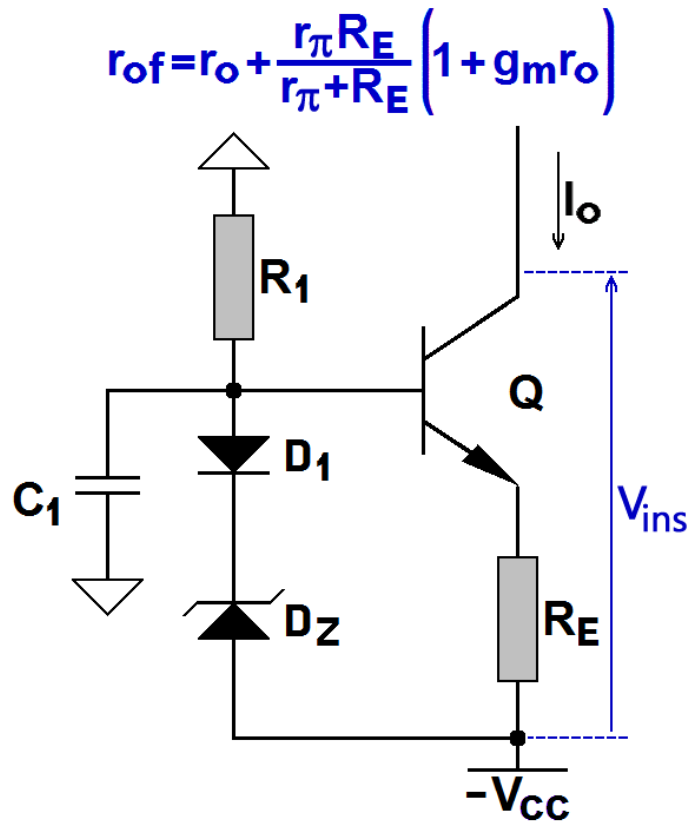 rof=ro+rπRE/rπ+RE(1+gmro)
Io
R1
Q
D1
C1
Vins
DZ
RE
-VCC